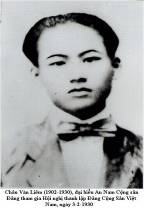 Châu Văn Liêm (1902-1930), đại biểu An Nam Cộng sản
Đảng tham gia Hội nghị thành lập Đảng Cộng Sản Việt
Nam, ngày 3-2-1930